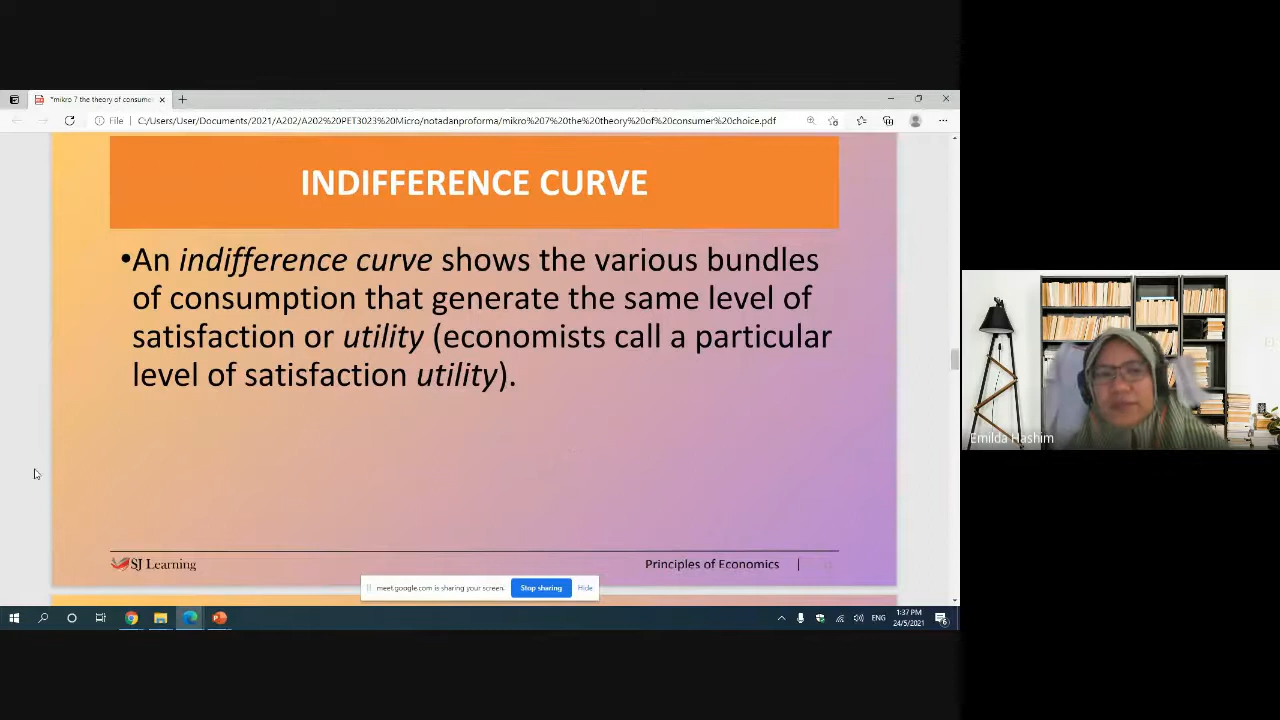 *mikro 7 the theory of consume
File
C:/Users/User/Documents/2021/A202/A202%20PET3023%20Micro/notadanproforma/mikro%207%20the%20theory%20of%20consumer%20choice.pdf
INDIFFERENCE CURVE
•An indifference curve shows the various bundles
of consumption that generate the same level of
satisfaction or utility (economists call a particular
level of satisfaction utility).
Emilda Hashim
SJ Learning
Principles of Economics |
meet.google.com is sharing your screen.
Stop sharing
Hide
ENG
1:37 PM
24/5/2021